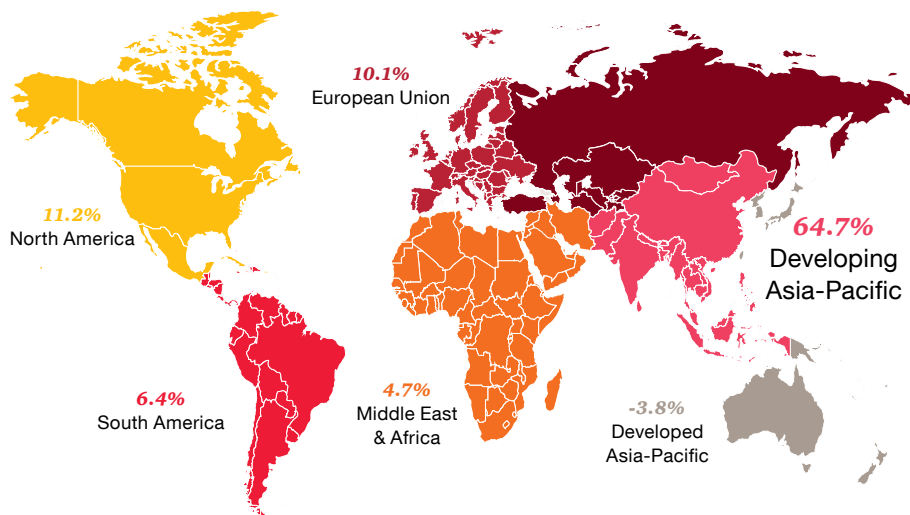 10.1%
European Union
11.2%
North America
64.7%
Developing
Asia-Pacific
6.4%
South America
4.7%
Middle East
& Africa
-3.8%
Developed
Asia-Pacific